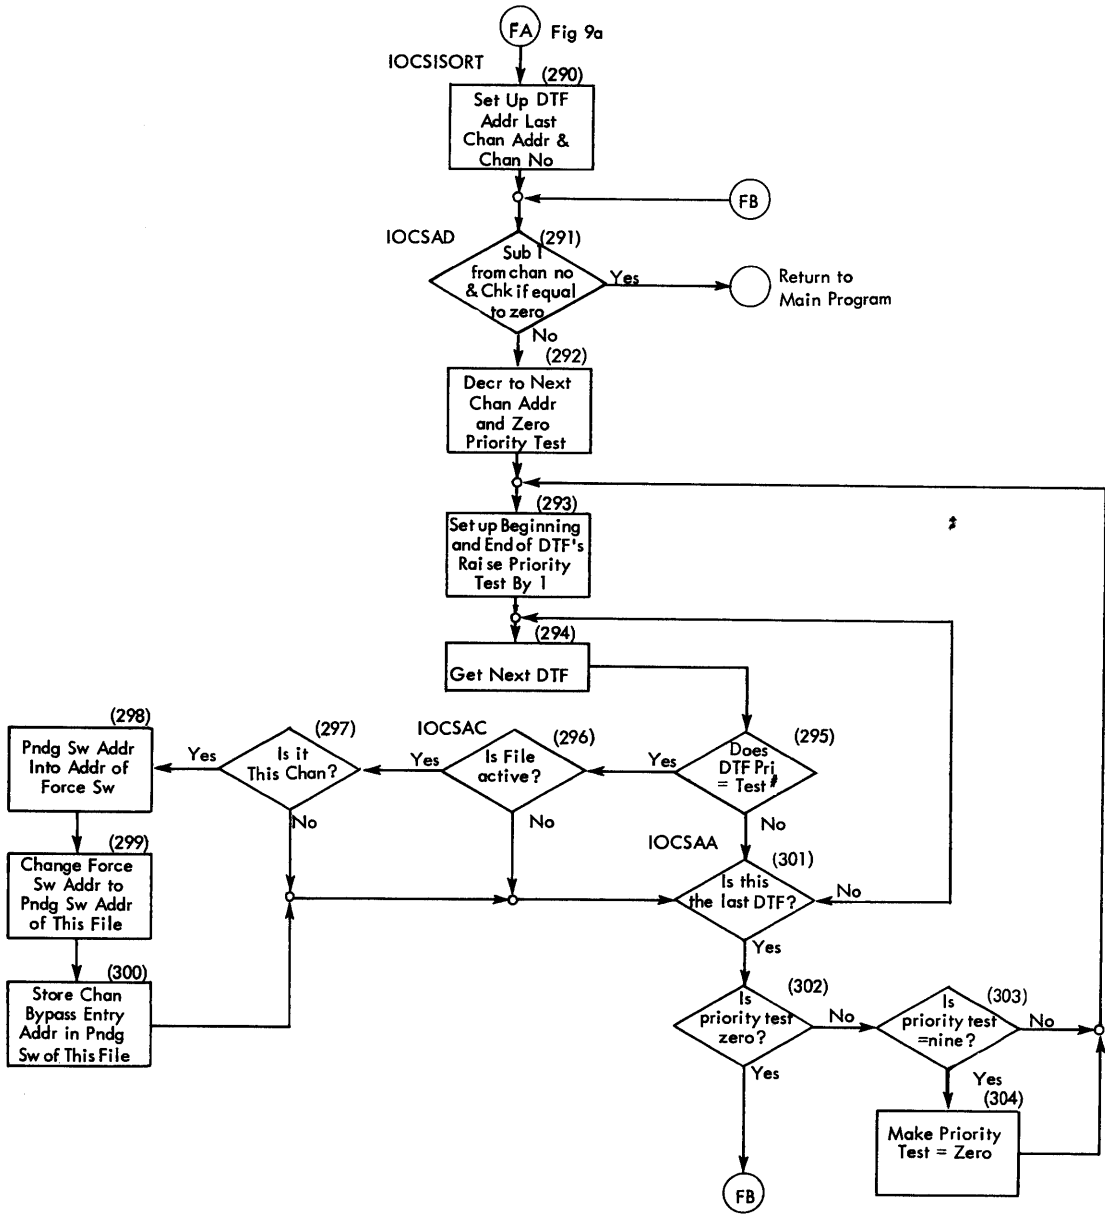 FA Fig 9a
IOCSISORT
(290)
Set Up DTF
Addr Last
Chan Addr &
Chan No
FB
IOCSAD
(291)
Sub 1
from chan no
& Chk if equal
to zero
Yes
Return to
Main Program
No
(292)
Decr to Next
Chan Addr
and Zero
Priority Test
(293)
Set up Beginning
and End of DTF's
Raise Priority
Test By 1
(294)
Get Next DTF
(298)
Pndg Sw Addr
Into Addr of
Force Sw
Yes
(297)
Is it
This Chan?
No
IOCSAC
Yes
(296)
Is File
active?
No
Yes
(295)
Does
DTF Pri
= Test#
No
(299)
Change Force
Sw Addr to
Pndg Sw Addr
of This File
IOCSAA
(301)
Is this
the last DTF?
No
Yes
(300)
Store Chan
Bypass Entry
Addr in Pndg
Sw of This File
(302)
Is
priority test
zero?
No
Yes
(303)
Is
priority test
=nine?
No
Yes
(304)
Make Priority
Test = Zero
FB